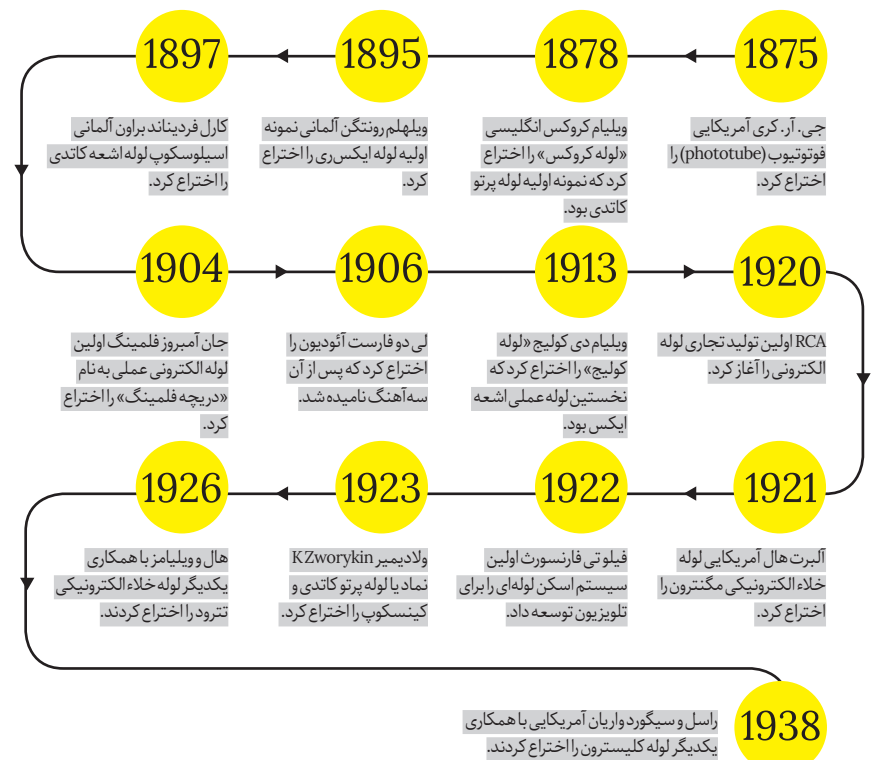 1875
جی. آر. کری آمریکایی
فوتوتیوب (phototube) را
اختراع کرد.
1878
ویلیام کروکس انگلیسی
«لوله کروکس» را اختراع
کرد که نمونه اولیه لوله پرتو
کاتدی بود.
1895
ویلهلم رونتگن آلمانی نمونه
اولیه لوله ایکس‌ری را اختراع
کرد.
1897
کارل فردیناند براون آلمانی
اسیلوسکوپ لوله اشعه کاتدی
را اختراع کرد.
1904
جان آمبروز فلمینگ اولین
لوله الکترونی عملی به نام
«دریچه فلمینگ» را اختراع
کرد.
1906
لی دو فارست آئودیون را
اختراع کرد که پس از آن
سه‌آهنگ نامیده شد.
1913
ویلیام دی کولیج «لوله
کولیج» را اختراع کرد که
نخستین لوله عملی اشعه
ایکس بود.
1920
RCA اولین تولید تجاری لوله
الکترونی را آغاز کرد.
1921
آلبرت هال آمریکایی لوله
خلاء الکترونیکی مگنترون را
اختراع کرد.
1922
فیلو تی فارنسورث اولین
سیستم اسکن لوله‌ای را برای
تلویزیون توسعه داد.
1923
ولادیمیر K Zworykin
نماد یا لوله پرتو کاتدی و
کینسکوپ را اختراع کرد.
1926
هال و ویلیامز با همکاری
یکدیگر لوله خلاء الکترونیکی
تترود را اختراع کردند.
1938
راسل و سیگورد واریان آمریکایی با همکاری
یکدیگر لوله کلیسترون را اختراع کردند.